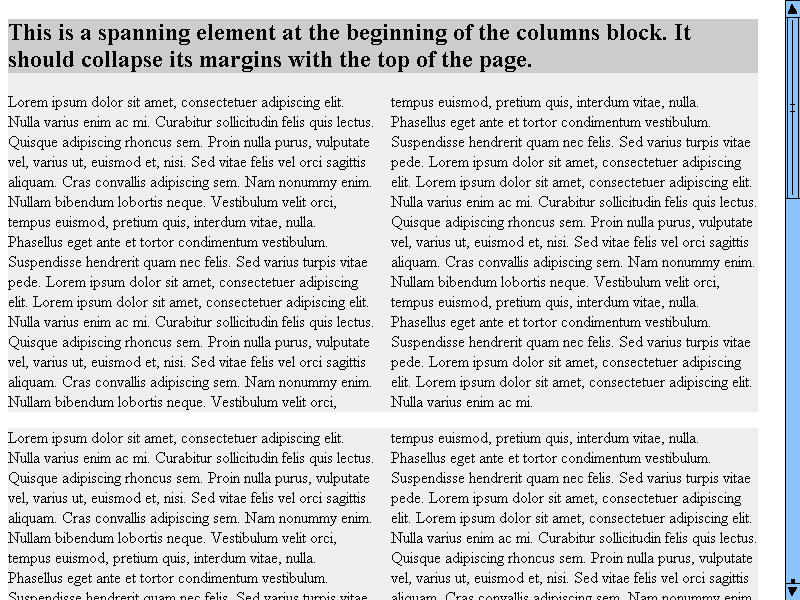 This is a spanning element at the beginning of the columns block. It
should collapse its margins with the top of the page.
Lorem ipsum dolor sit amet, consectetuer adipiscing elit.
Nulla varius enim ac mi. Curabitur sollicitudin felis quis lectus.
Quisque adipiscing rhoncus sem. Proin nulla purus, vulputate
vel, varius ut, euismod et, nisi. Sed vitae felis vel orci sagittis
aliquam. Cras convallis adipiscing sem. Nam nonummy enim.
Nullam bibendum lobortis neque. Vestibulum velit orci,
tempus euismod, pretium quis, interdum vitae, nulla.
Phasellus eget ante et tortor condimentum vestibulum.
Suspendisse hendrerit quam nec felis. Sed varius turpis vitae
pede. Lorem ipsum dolor sit amet, consectetuer adipiscing
elit. Lorem ipsum dolor sit amet, consectetuer adipiscing elit.
Nulla varius enim ac mi. Curabitur sollicitudin felis quis lectus.
Quisque adipiscing rhoncus sem. Proin nulla purus, vulputate
vel, varius ut, euismod et, nisi. Sed vitae felis vel orci sagittis
aliquam. Cras convallis adipiscing sem. Nam nonummy enim.
Nullam bibendum lobortis neque. Vestibulum velit orci,
tempus euismod, pretium quis, interdum vitae, nulla.
Phasellus eget ante et tortor condimentum vestibulum.
Suspendisse hendrerit quam nec felis. Sed varius turpis vitae
pede. Lorem ipsum dolor sit amet, consectetuer adipiscing
elit. Lorem ipsum dolor sit amet, consectetuer adipiscing elit.
Nulla varius enim ac mi. Curabitur sollicitudin felis quis lectus.
Quisque adipiscing rhoncus sem. Proin nulla purus, vulputate
vel, varius ut, euismod et, nisi. Sed vitae felis vel orci sagittis
aliquam. Cras convallis adipiscing sem. Nam nonummy enim.
Nullam bibendum lobortis neque. Vestibulum velit orci,
tempus euismod, pretium quis, interdum vitae, nulla.
Phasellus eget ante et tortor condimentum vestibulum.
Suspendisse hendrerit quam nec felis. Sed varius turpis vitae
pede. Lorem ipsum dolor sit amet, consectetuer adipiscing
elit. Lorem ipsum dolor sit amet, consectetuer adipiscing elit.
Nulla varius enim ac mi.
Lorem ipsum dolor sit amet, consectetuer adipiscing elit.
Nulla varius enim ac mi. Curabitur sollicitudin felis quis lectus.
Quisque adipiscing rhoncus sem. Proin nulla purus, vulputate
vel, varius ut, euismod et, nisi. Sed vitae felis vel orci sagittis
aliquam. Cras convallis adipiscing sem. Nam nonummy enim.
Nullam bibendum lobortis neque. Vestibulum velit orci,
tempus euismod, pretium quis, interdum vitae, nulla.
Phasellus eget ante et tortor condimentum vestibulum.
Suspendisse hendrerit quam nec felis. Sed varius turpis vitae
tempus euismod, pretium quis, interdum vitae, nulla.
Phasellus eget ante et tortor condimentum vestibulum.
Suspendisse hendrerit quam nec felis. Sed varius turpis vitae
pede. Lorem ipsum dolor sit amet, consectetuer adipiscing
elit. Lorem ipsum dolor sit amet, consectetuer adipiscing elit.
Nulla varius enim ac mi. Curabitur sollicitudin felis quis lectus.
Quisque adipiscing rhoncus sem. Proin nulla purus, vulputate
vel, varius ut, euismod et, nisi. Sed vitae felis vel orci sagittis
aliquam. Cras convallis adipiscing sem. Nam nonummy enim.